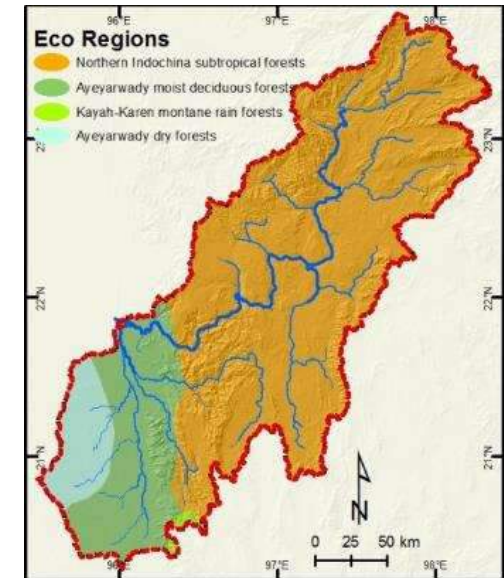 96°E 97°E 98°E
Eco Regions
Northern Indochina subtropical forests
Ayeyarwady moist deciduous forests
Kayah-Karen montane rain forests
Ayeyarwady dry forests
23°N
22°N 22°N
21°N 21°N
N
0 25 50 km
96°E 97°E 98°E